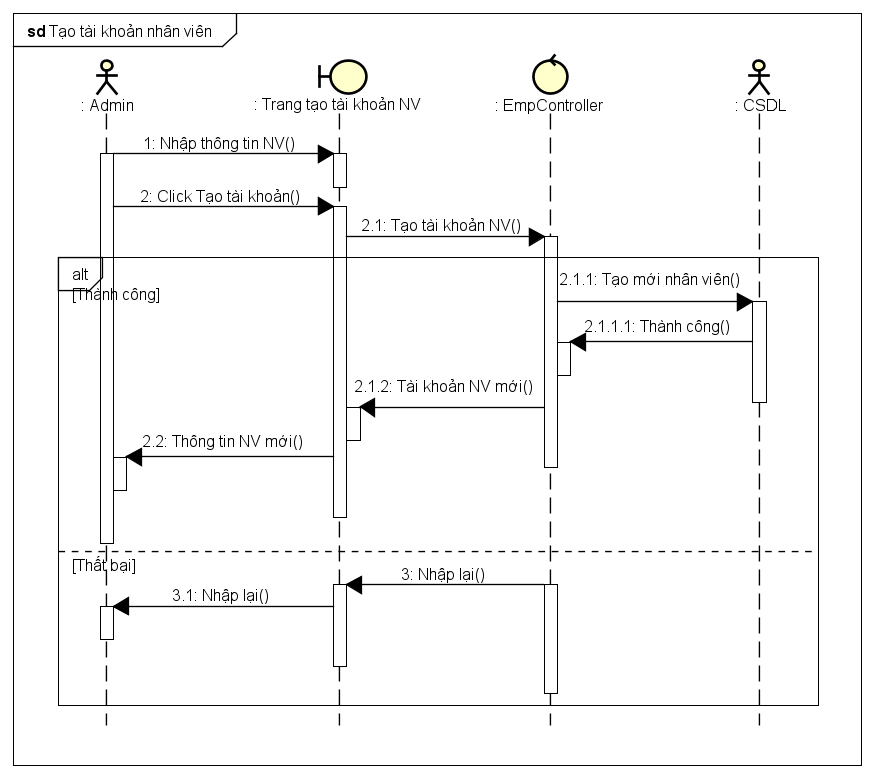 sd Tạo tài khoản nhân viên
: Admin
: Trang tạo tài khoản NV
: EmpController
: CSDL
1: Nhập thông tin NV()
2: Click Tạo tài khoản()
2.1: Tạo tài khoản NV()
alt
[Thành công]
2.1.1: Tạo mới nhân viên()
2.1.1.1: Thành công()
2.1.2: Tài khoản NV mới()
2.2: Thông tin NV mới()
[Thất bại]
3: Nhập lại()
3.1: Nhập lại()